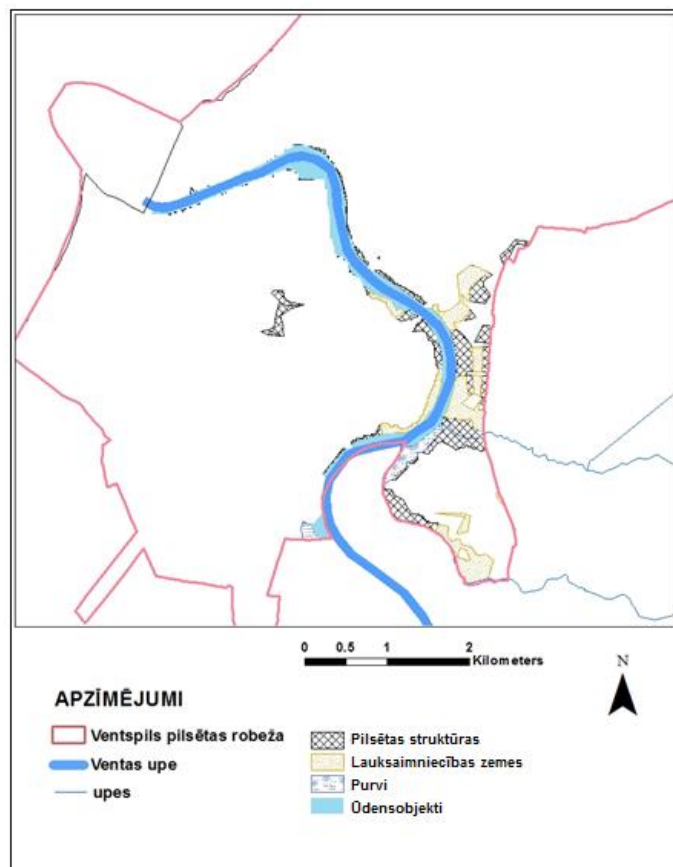 0 0.5 1 2
Kilometers
N
APZĪMĒJUMI
Ventspils pilsētas robeža
Ventas upe
upes
Pilsētas struktūras
Lauksaimniecības zemes
Purvi
Ūdensobjekti